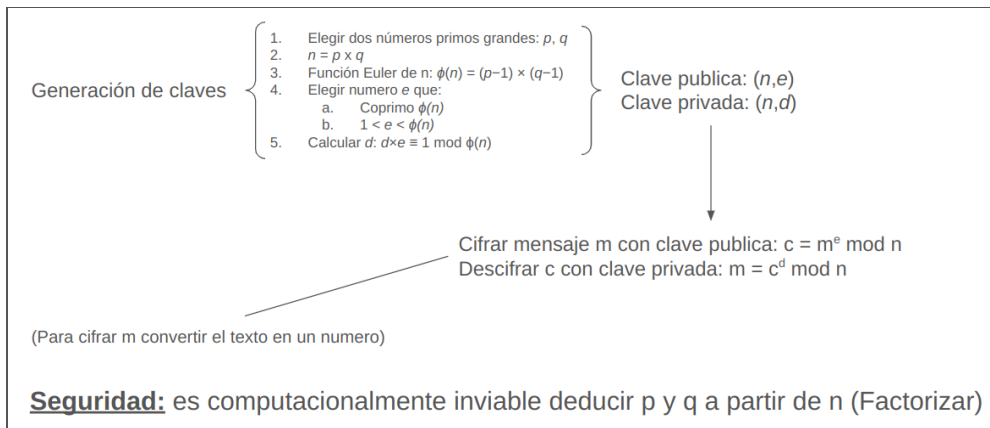 Generación de claves
1. Elegir dos números primos grandes: p, q
2. n = p x q
3. Función Euler de n: ϕ(n) = (p−1) × (q−1)
4. Elegir numero e que:
a. Coprimo ϕ(n)
b. 1 < e < ϕ(n)
5. Calcular d: d×e ≡ 1 mod ϕ(n)
Clave publica: (n,e)
Clave privada: (n,d)
Cifrar mensaje m con clave publica: c = mᵉ mod n
Descifrar c con clave privada: m = cᵈ mod n
(Para cifrar m convertir el texto en un numero)
Seguridad: es computacionalmente inviable deducir p y q a partir de n (Factorizar)